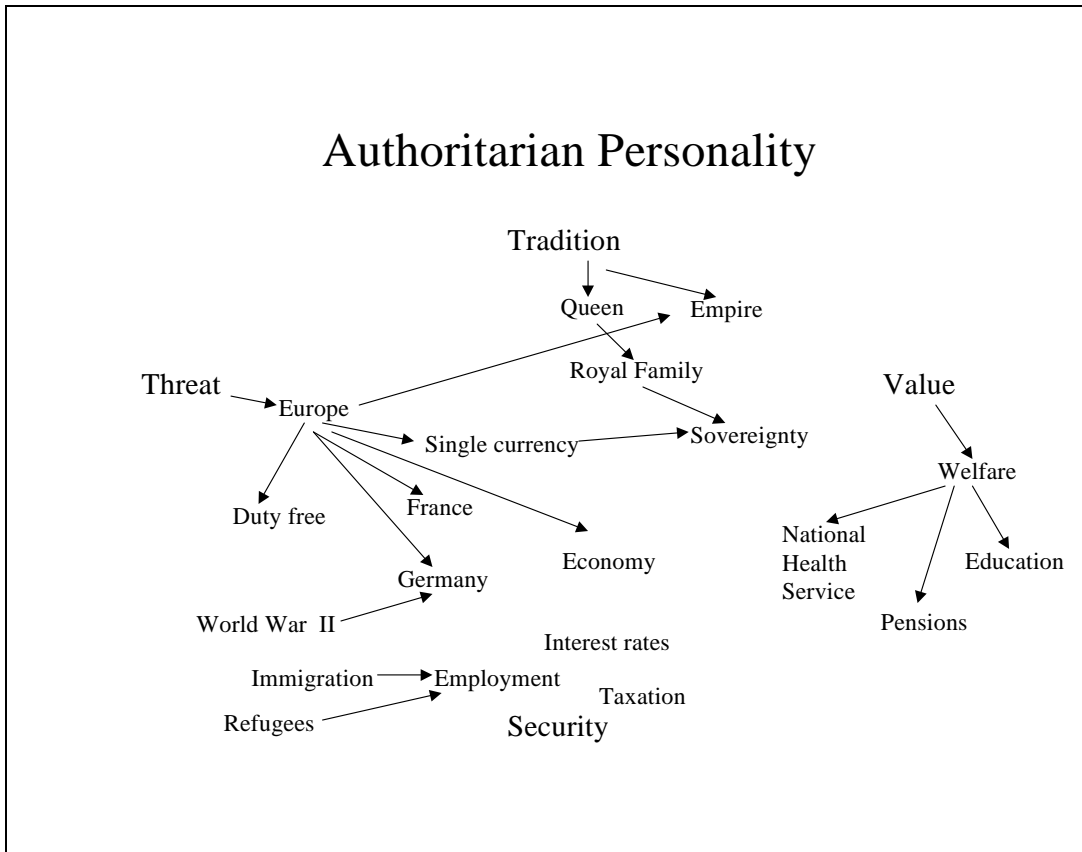 Authoritarian Personality
Tradition
Queen
Empire
Royal Family
Threat
Value
Europe
Single currency
Sovereignty
Welfare
Duty free
France
National
Health
Service
Economy
Education
Germany
World War  II
Pensions
Interest rates
Immigration
Employment
Taxation
Refugees
Security